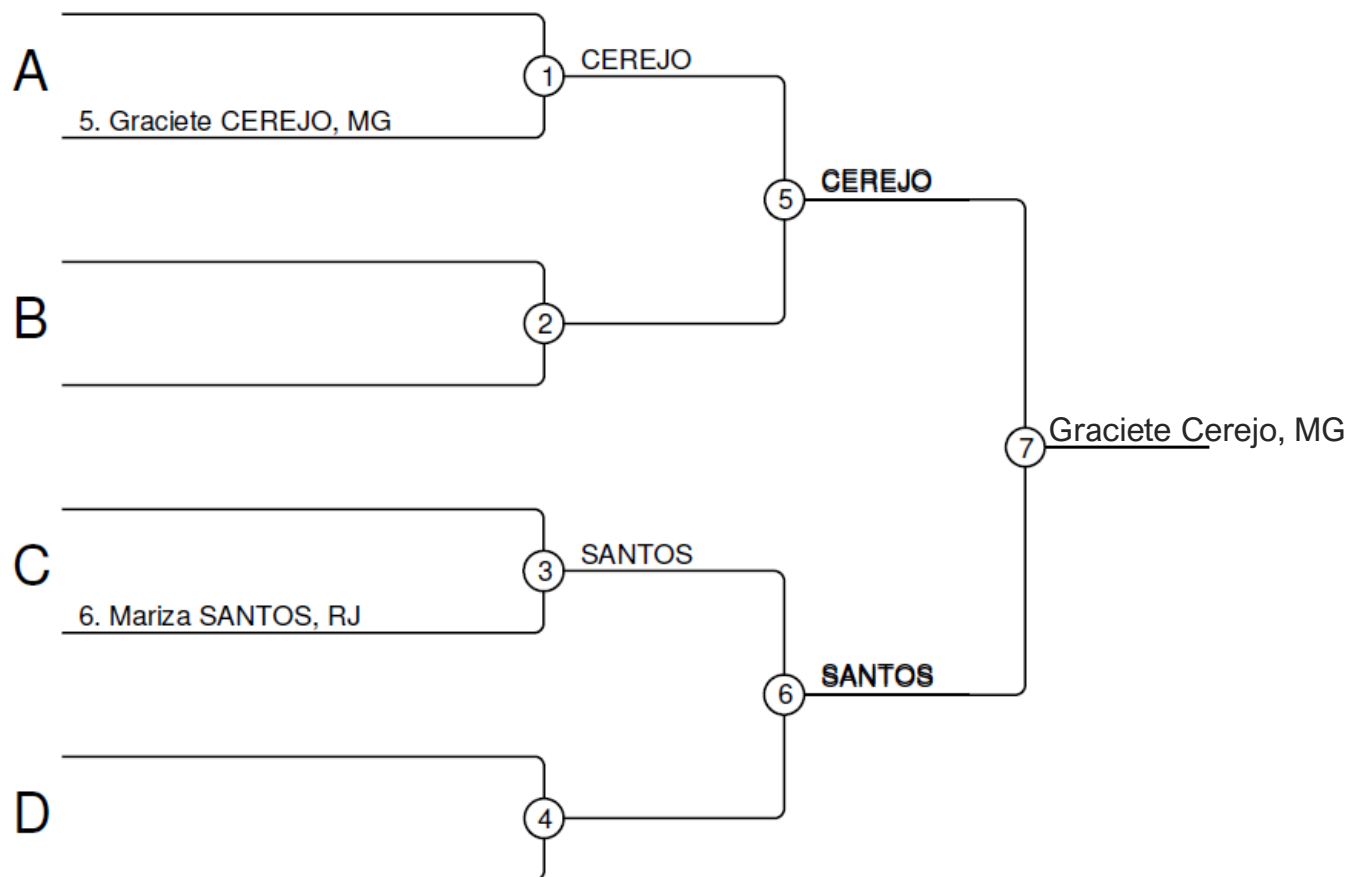 A
1
CEREJO
5. Graciete CEREJO, MG
5
CEREJO
B
2
7
Graciete Cerejo, MG
C
3
SANTOS
6. Mariza SANTOS, RJ
6
SANTOS
D
4